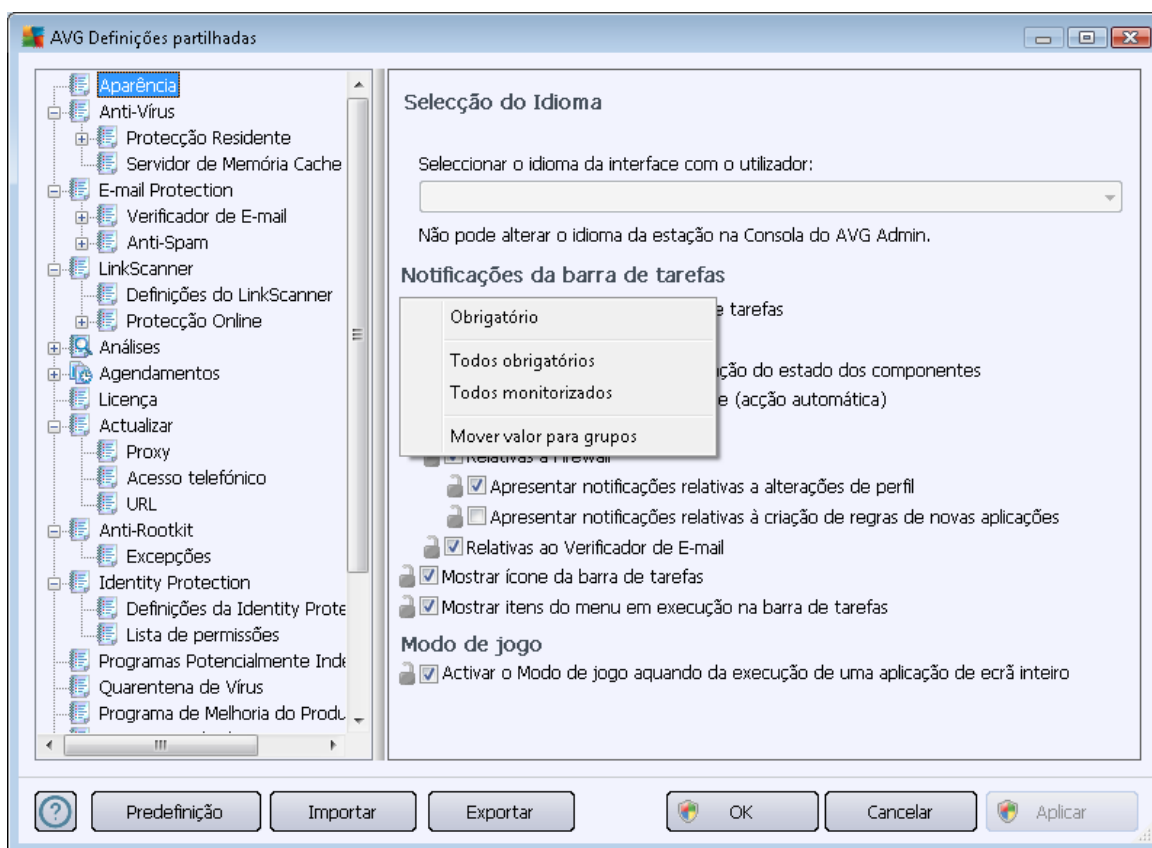 AVG Definições partilhadas
Aparência
Anti-Vírus
Protecção Residente
Servidor de Memória Cache
E-mail Protection
Verificador de E-mail
Anti-Spam
LinkScanner
Definições do LinkScanner
Protecção Online
Análises
Agendamentos
Licença
Actualizar
Proxy
Acesso telefónico
URL
Anti-Rootkit
Excepções
Identity Protection
Definições da Identity Prote
Lista de permissões
Programas Potencialmente Inde
Quarentena de Vírus
Programa de Melhoria do Produ
Selecção do Idioma
Seleccionar o idioma da interface com o utilizador:
Não pode alterar o idioma da estação na Consola do AVG Admin.
Notificações da barra de tarefas
e tarefas
Obrigatório
Todos obrigatórios
ção do estado dos componentes
Todos monitorizados
e (acção automática)
Mover valor para grupos
Relativas à Firewall
Apresentar notificações relativas a alterações de perfil
Apresentar notificações relativas à criação de regras de novas aplicações
Relativas ao Verificador de E-mail
Mostrar ícone da barra de tarefas
Mostrar itens do menu em execução na barra de tarefas
Modo de jogo
Activar o Modo de jogo aquando da execução de uma aplicação de ecrã inteiro
Predefinição
Importar
Exportar
OK
Cancelar
Aplicar